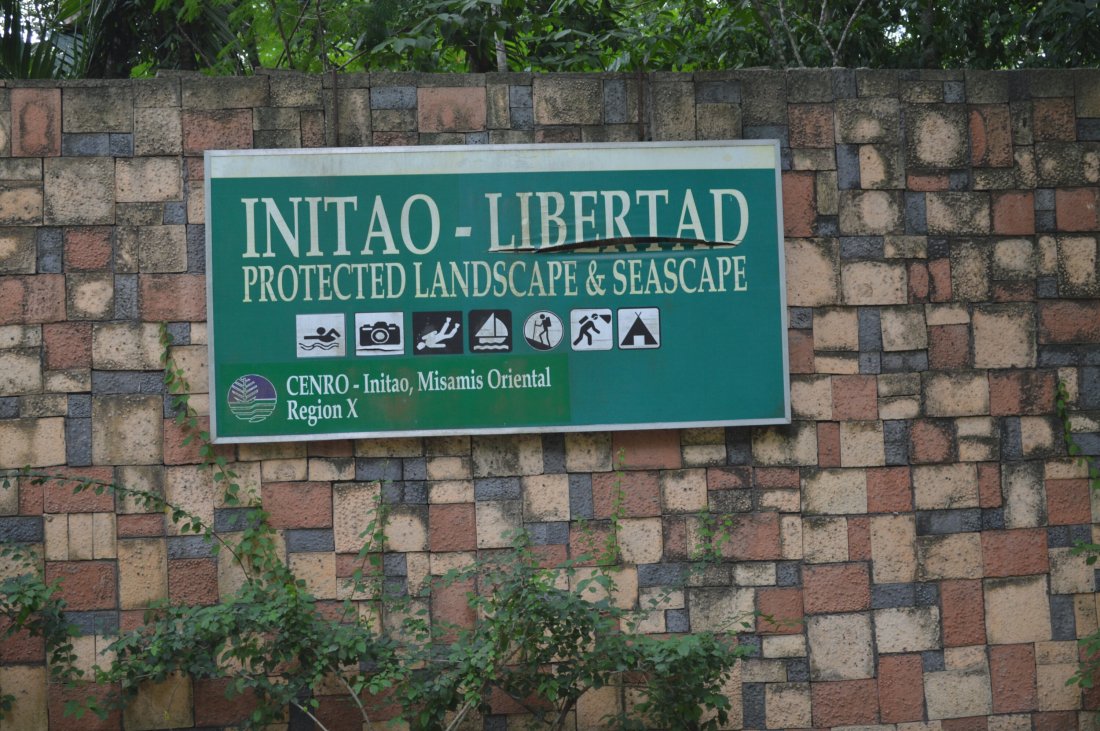 INITAO - LIBERTAD
PROTECTED LANDSCAPE & SEASCAPE
CENRO - Initao, Misamis Oriental
Region X